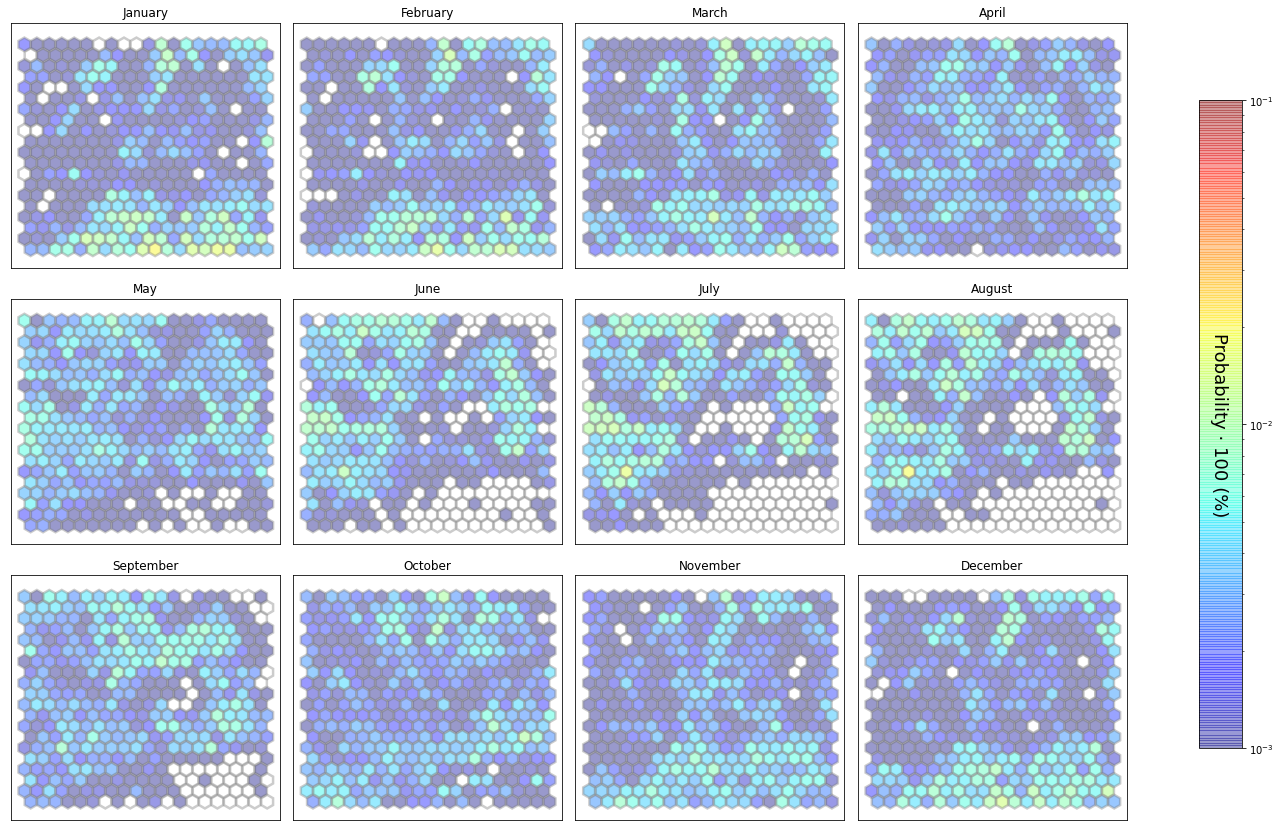 January
February
March
April
May
June
July
August
September
October
November
December
10⁻¹
10⁻²
10⁻³
Probability · 100 (%)